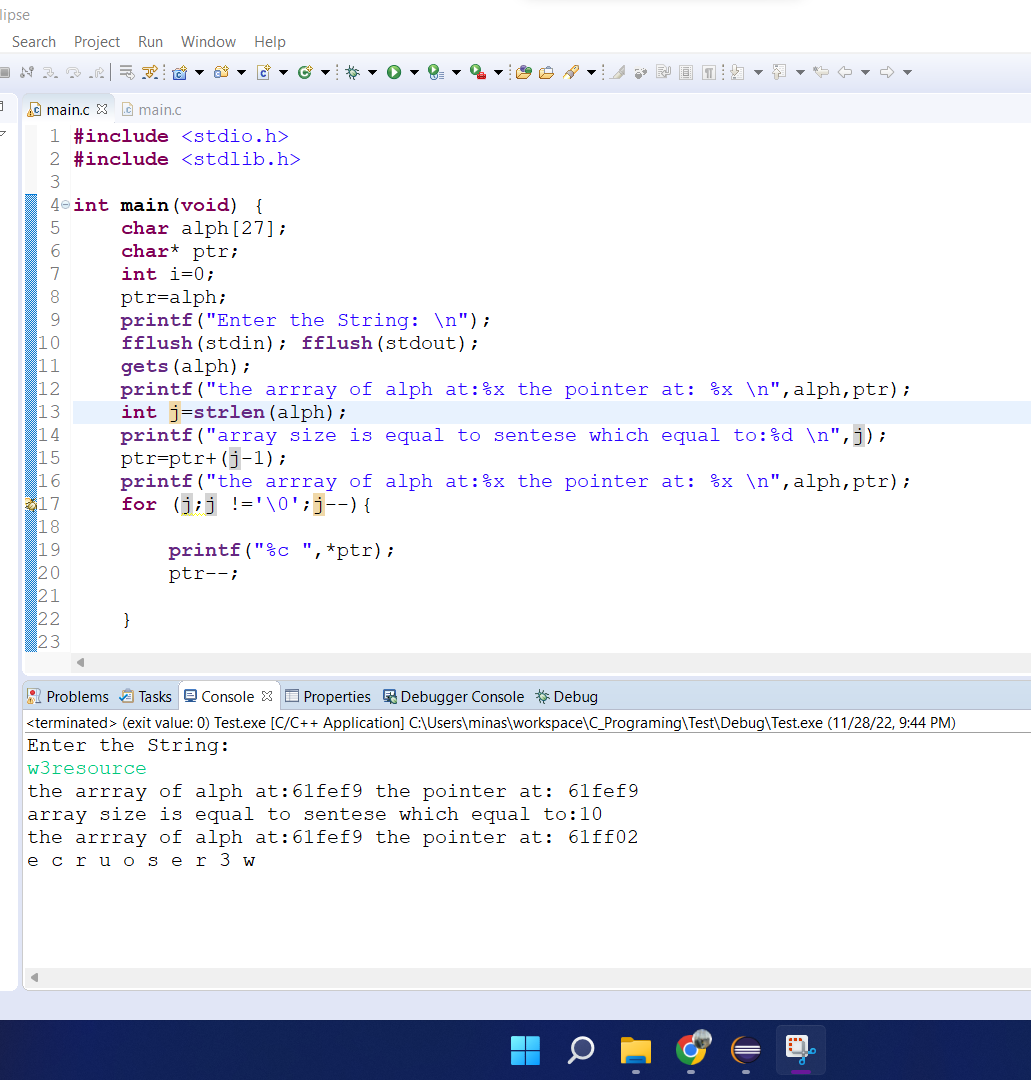 lipse
Search Project Run Window Help
main.c main.c
1 #include <stdio.h>
2 #include <stdlib.h>
3
4 int main(void) {
5 char alph[27];
6 char* ptr;
7 int i=0;
8 ptr=alph;
9 printf("Enter the String: \n");
10 fflush(stdin); fflush(stdout);
11 gets(alph);
12 printf("the arrray of alph at:%x the pointer at: %x \n",alph,ptr);
13 int j=strlen(alph);
14 printf("array size is equal to sentese which equal to:%d \n",j);
15 ptr=ptr+(j-1);
16 printf("the arrray of alph at:%x the pointer at: %x \n",alph,ptr);
17 for (j;j !='\0';j--){
18
19 printf("%c ",*ptr);
20 ptr--;
21
22 }
23
Problems Tasks Console Properties Debugger Console Debug
<terminated> (exit value: 0) Test.exe [C/C++ Application] C:\Users\minas\workspace\C_Programing\Test\Debug\Test.exe (11/28/22, 9:44 PM)
Enter the String:
w3resource
the arrray of alph at:61fef9 the pointer at: 61fef9
array size is equal to sentese which equal to:10
the arrray of alph at:61fef9 the pointer at: 61ff02
e c r u o s e r 3 w